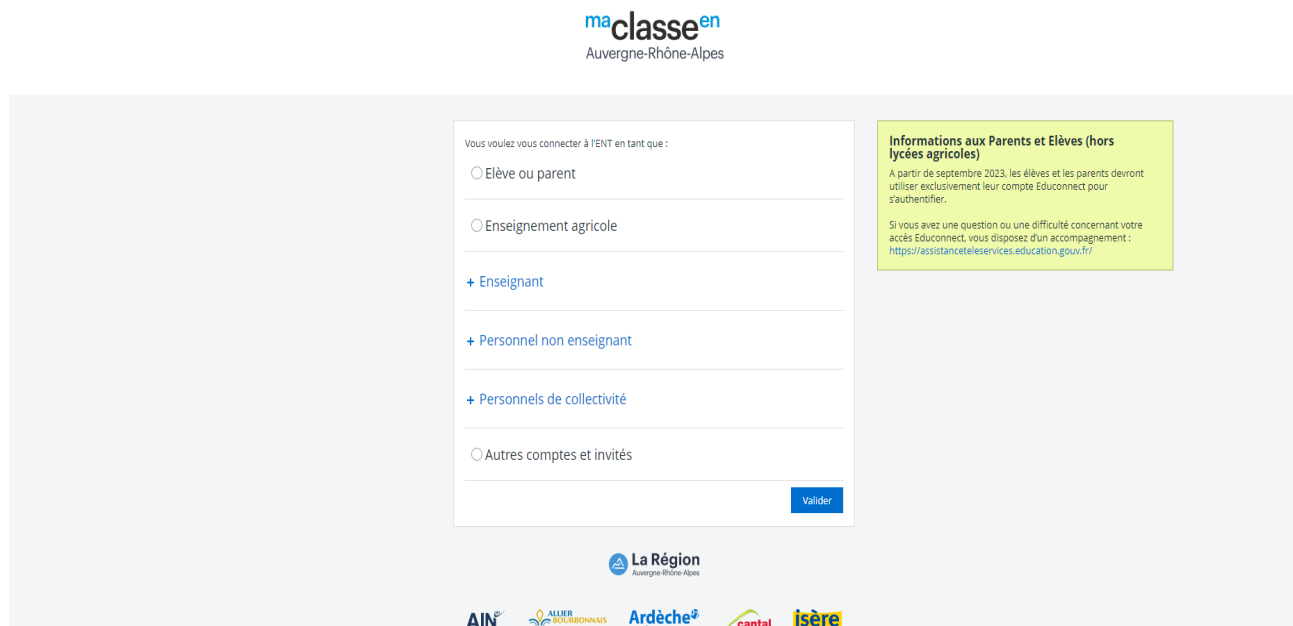 maclasseen
Auvergne-Rhône-Alpes
Vous voulez vous connecter à l'ENT en tant que :
Elève ou parent
Enseignement agricole
+ Enseignant
+ Personnel non enseignant
+ Personnels de collectivité
Autres comptes et invités
Valider
Informations aux Parents et Elèves (hors
lycées agricoles)
A partir de septembre 2023, les élèves et les parents devront
utiliser exclusivement leur compte Educonnect pour
s'authentifier.
Si vous avez une question ou une difficulté concernant votre
accès Educonnect, vous disposez d'un accompagnement :
https://assistanceteleservices.education.gouv.fr/
La Région
Auvergne-Rhône-Alpes
AIN
ALLIER
BOURBONNAIS
Ardèche
cantal
isère